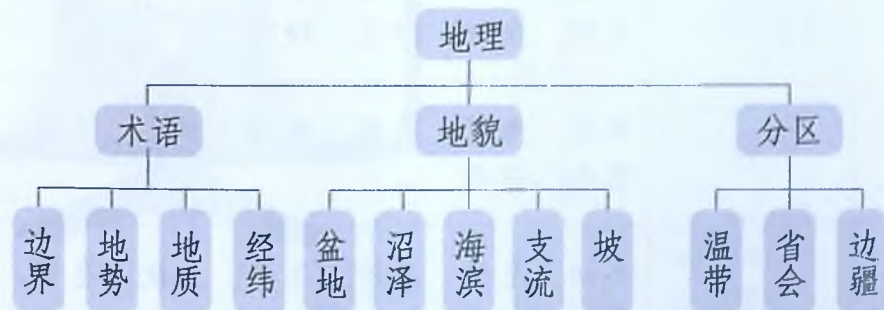 地理
术语
地貌
分区
边界
地势
地质
经纬
盆地
沼泽
海滨
支流
坡
温带
省会
边疆